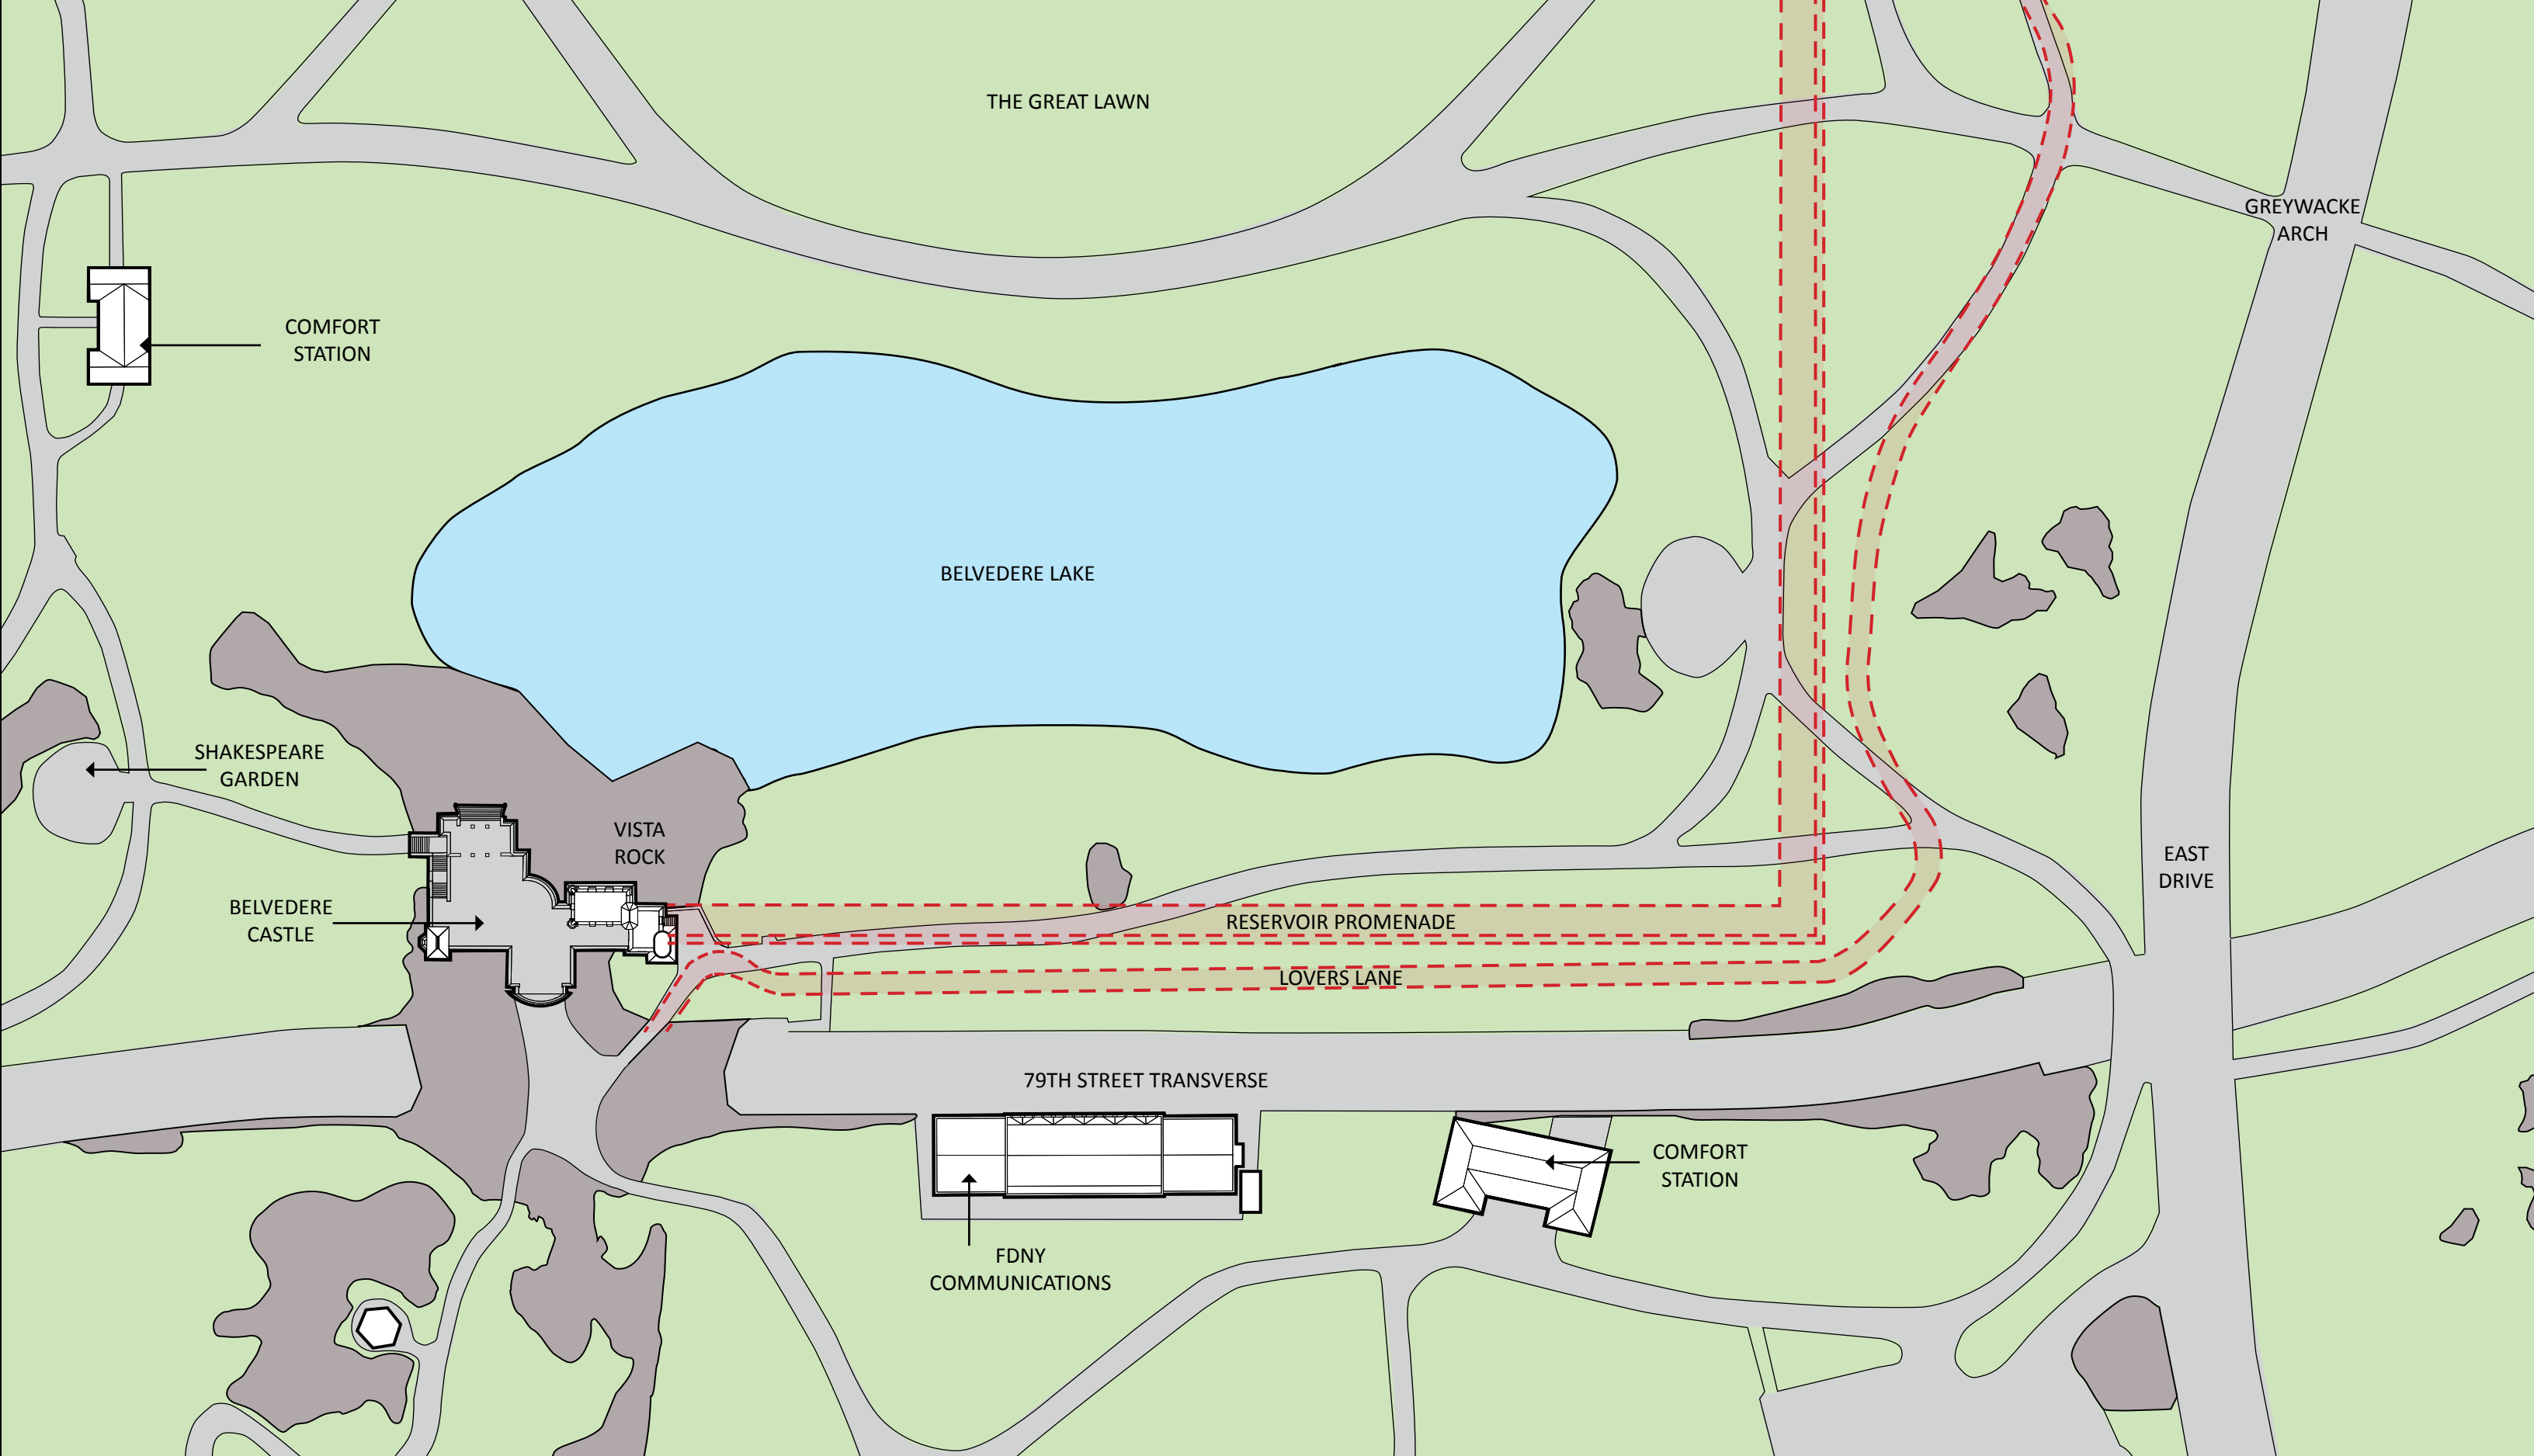 THE GREAT LAWN
GREYWACKE
ARCH
COMFORT
STATION
BELVEDERE LAKE
SHAKESPEARE
GARDEN
VISTA
ROCK
EAST
DRIVE
BELVEDERE
CASTLE
RESERVOIR PROMENADE
LOVERS LANE
79TH STREET TRANSVERSE
COMFORT
STATION
FDNY
COMMUNICATIONS